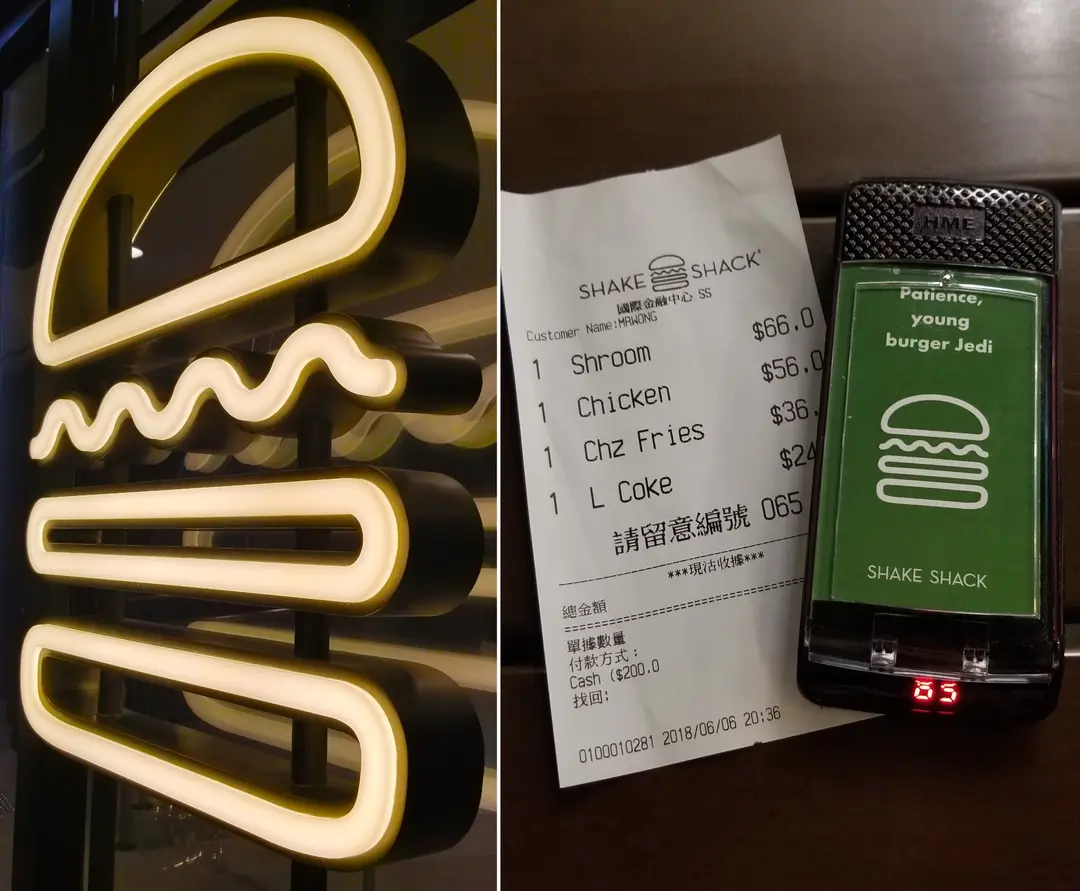 SHAKE SHACK
國際金融中心 SS
Customer Name:MRWONG
1 Shroom $66.0
1 Chicken $56.0
1 Chz Fries $36.
1 L Coke $24
請留意編號 065
***現沽收據***
總金額
單據數量
付款方式：
Cash ($200.0
找回:
0100010281 2018/06/06 20:36
HME
Patience,
young
burger Jedi
SHAKE SHACK
65